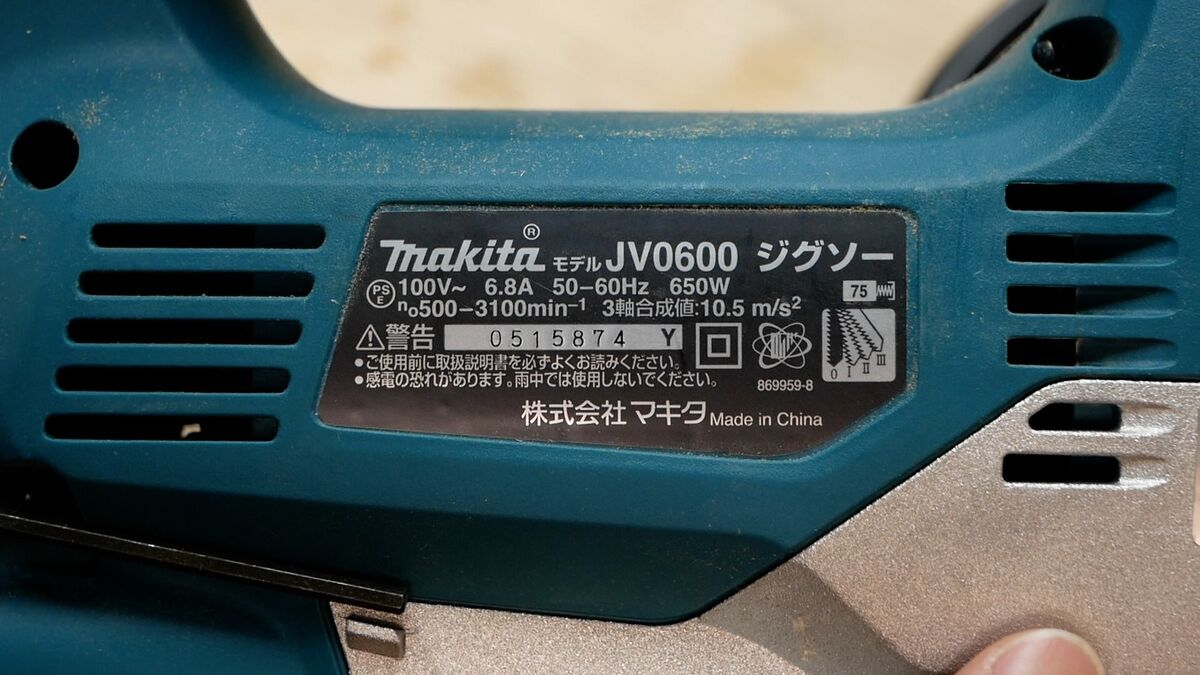 makita® モデル JV0600 ジグソー
PSE 100V~ 6.8A 50-60Hz 650W
75
n₀500-3100min⁻¹ 3軸合成値:10.5 m/s²
警告 0515874 Y
●ご使用前に取扱説明書を必ずよくお読みください。
●感電の恐れがあります。雨中では使用しないでください。
0 I II III
869959-8
株式会社 マキタ Made in China